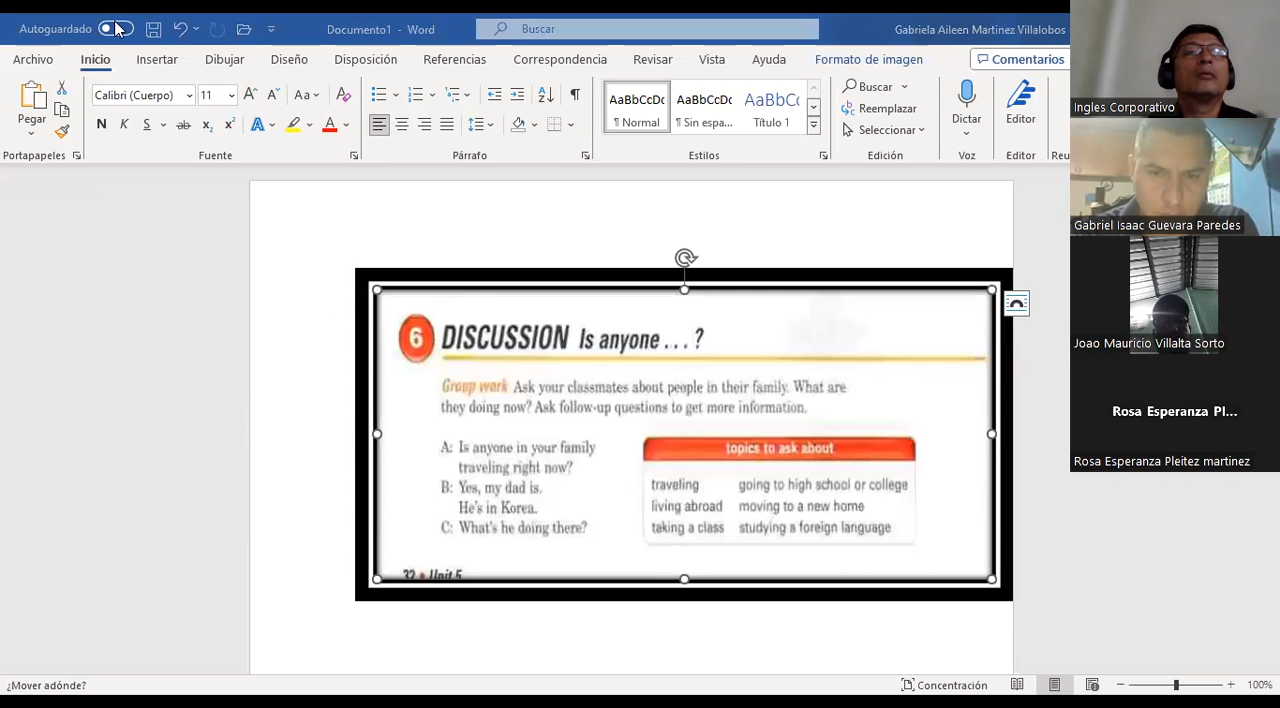 Autoguardado
Documento1 - Word
Buscar
Gabriela Aileen Martinez Villalobos
Archivo Inicio Insertar Dibujar Diseño Disposición Referencias Correspondencia Revisar Vista Ayuda Formato de imagen Comentarios
Pegar
Calibri (Cuerpo) 11 A A Aa A
N K S ab x₂ x² A A
AaBbCcDc AaBbCcDc AaBbCc
¶ Normal ¶ Sin espa... Título 1
Buscar
Reemplazar
Seleccionar
Dictar
Editor
Portapapeles Fuente Párrafo Estilos Edición Voz Editor
Ingles Corporativo
Gabriel Isaac Guevara Paredes
Joao Mauricio Villalta Sorto
Rosa Esperanza Pl...
Rosa Esperanza Pleitez martinez
6 DISCUSSION Is anyone . . . ?
Group work Ask your classmates about people in their family. What are
they doing now? Ask follow-up questions to get more information.
A: Is anyone in your family
traveling right now?
B: Yes, my dad is.
He's in Korea.
C: What's he doing there?
topics to ask about
traveling going to high school or college
living abroad moving to a new home
taking a class studying a foreign language
32 • Unit 5
¿Mover adónde?
Concentración
100%